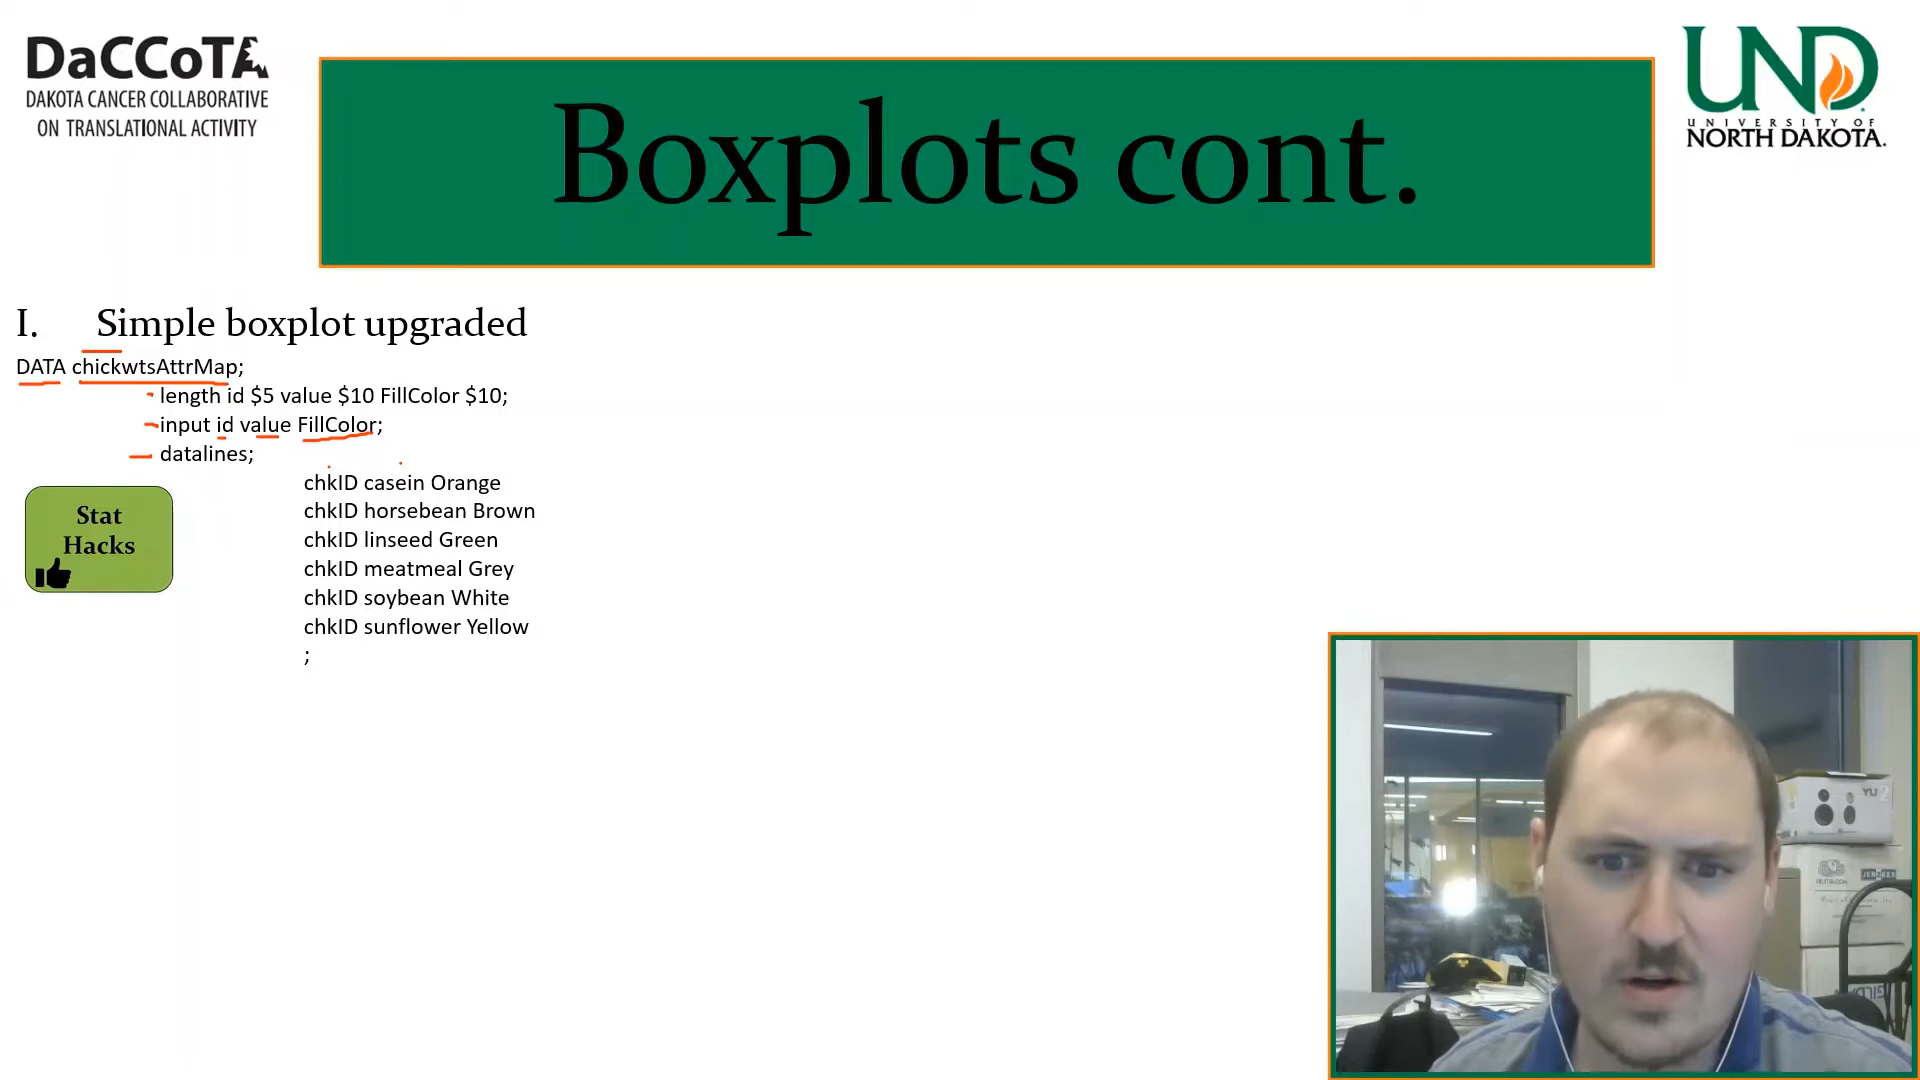 DaCCoTA
DAKOTA CANCER COLLABORATIVE
ON TRANSLATIONAL ACTIVITY
Boxplots cont.
UND
UNIVERSITY OF
NORTH DAKOTA.
I. Simple boxplot upgraded
DATA chickwtsAttrMap;
length id $5 value $10 FillColor $10;
input id value FillColor;
datalines;
chkID casein Orange
chkID horsebean Brown
chkID linseed Green
chkID meatmeal Grey
chkID soybean White
chkID sunflower Yellow
;
Stat
Hacks
YU2